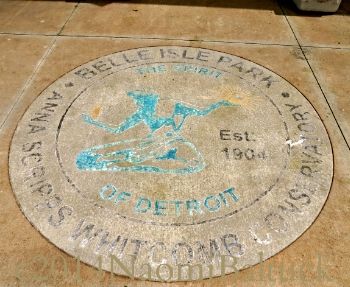 BELLE ISLE PARK
ANNA SCRIPPS WHITCOMB CONSERVATORY
THE SPIRIT
Est:
1904
OF DETROIT